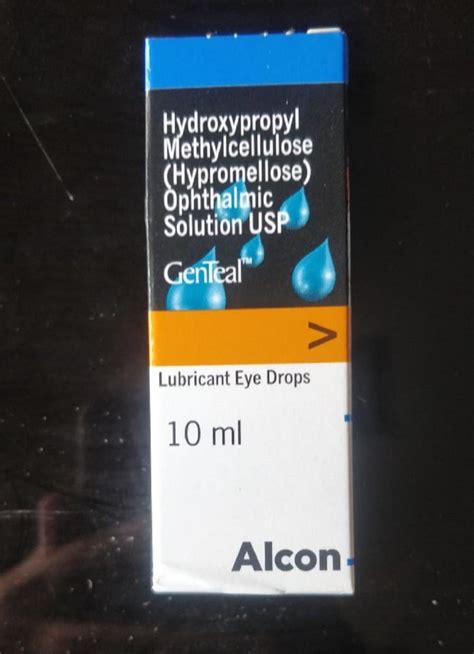 Hydroxypropyl
Methylcellulose
(Hypromellose)
Ophthalmic
Solution USP
GenTeal™
>
Lubricant Eye Drops
10 ml
Alcon